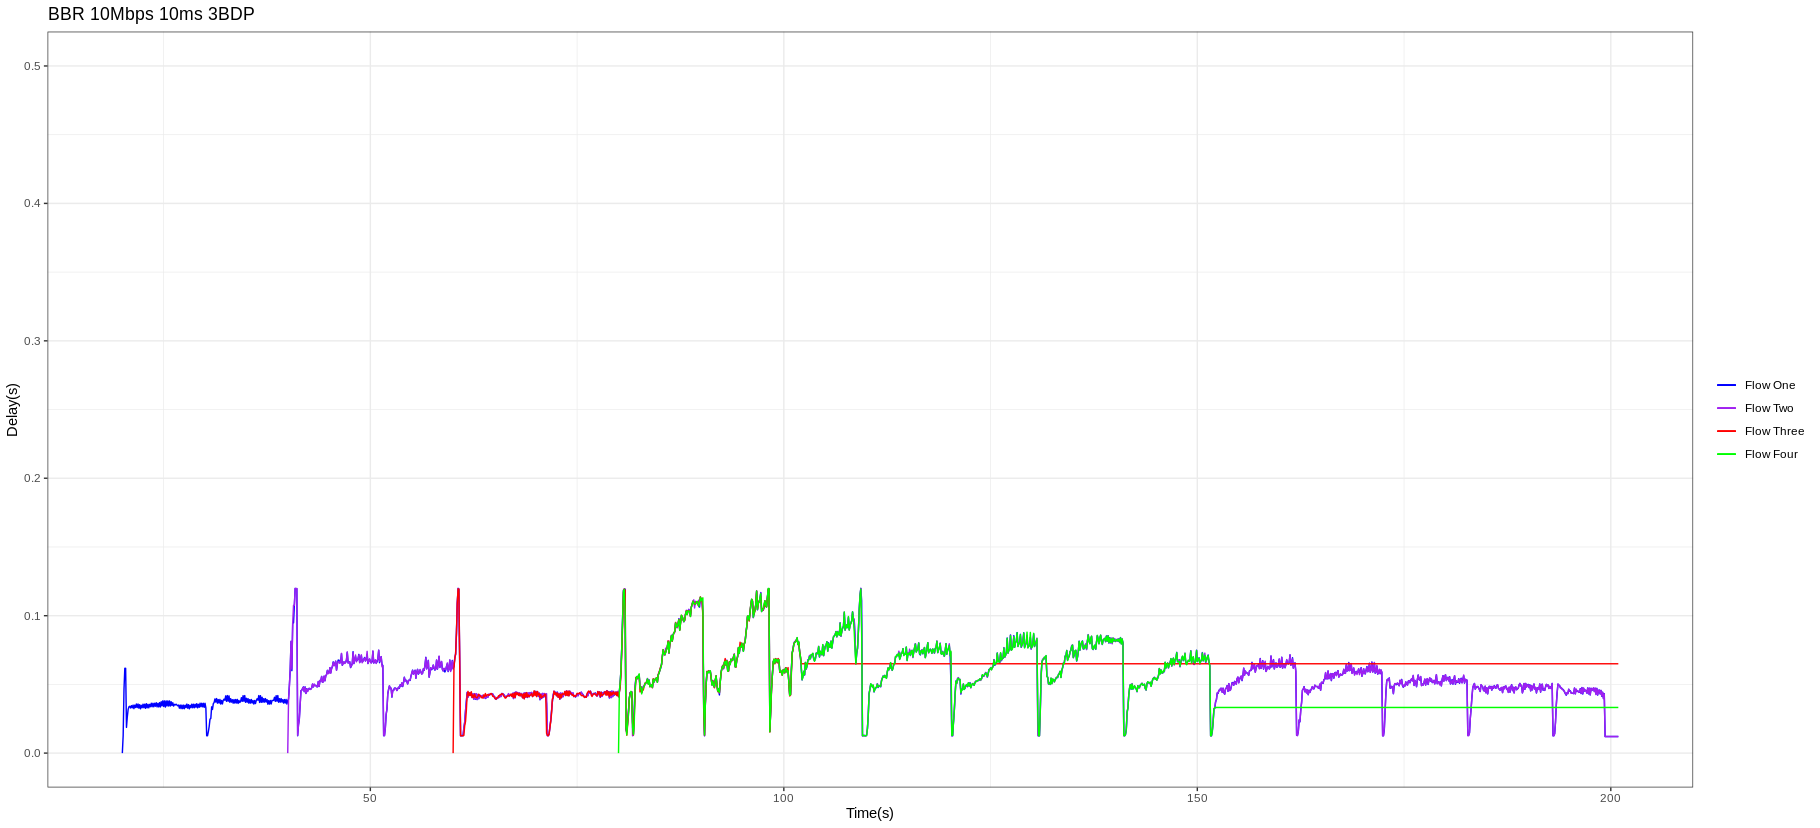 BBR 10Mbps 10ms 3BDP
0.5
0.4
0.3
0.2
0.1
0.0
Delay(s)
50
100
150
200
Time(s)
Flow One
Flow Two
Flow Three
Flow Four